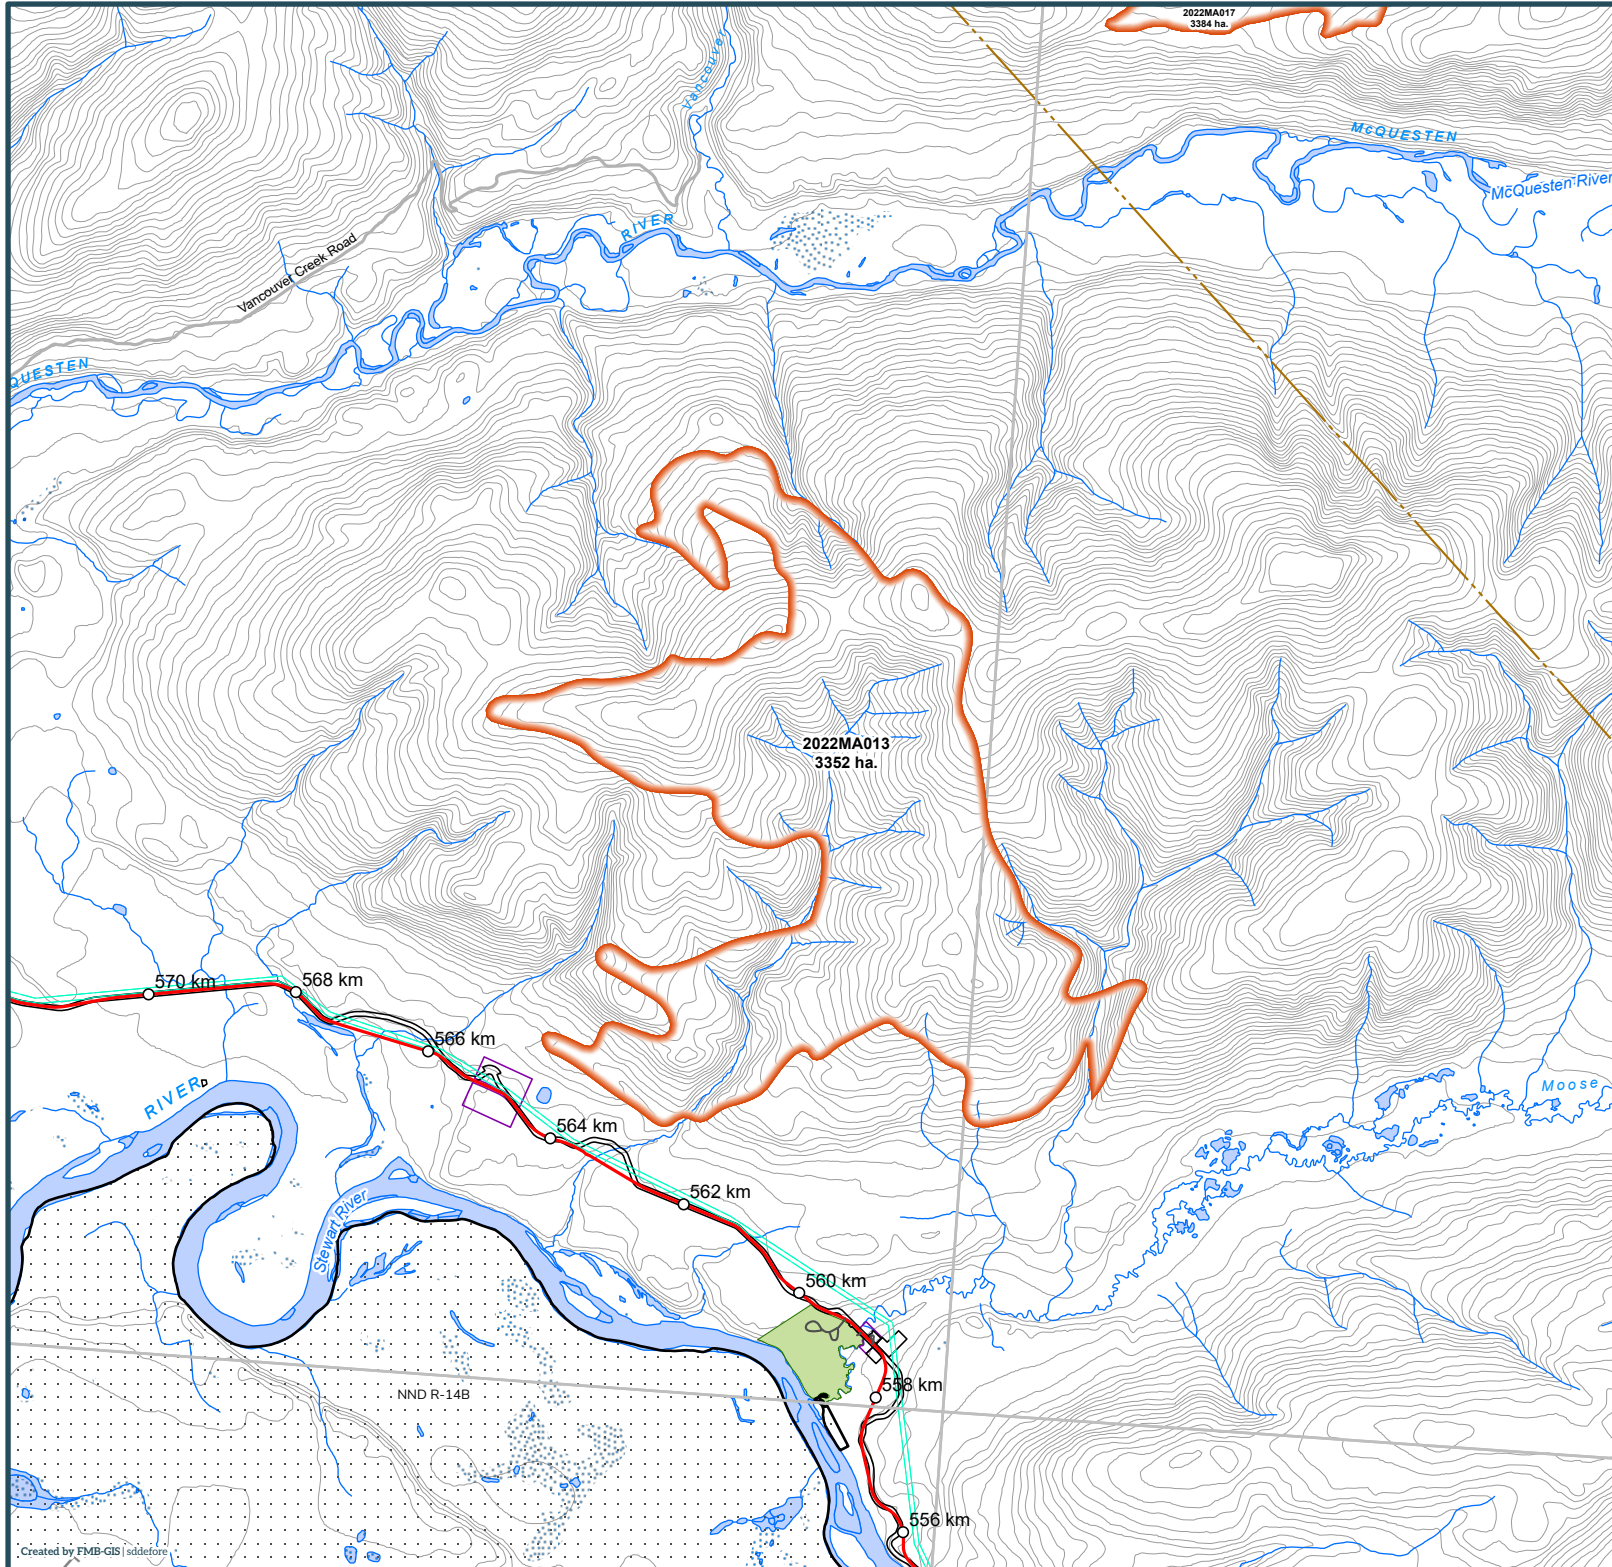 2022MA017
3384 ha.
Vancouver
McQUESTEN
McQuesten River
RIVER
Vancouver Creek Road
QUESTEN
2022MA013
3352 ha.
570 km
568 km
566 km
RIVER
Moose
564 km
562 km
Stewart River
560 km
558 km
NND R-14B
556 km
Created by FMB-GIS | sddefore